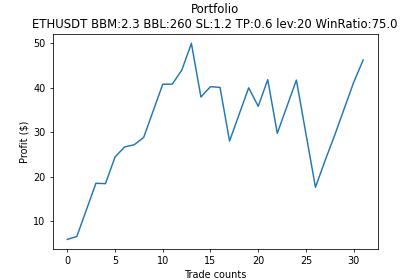 Portfolio
ETHUSDT BBM:2.3 BBL:260 SL:1.2 TP:0.6 lev:20 WinRatio:75.0
50
40
30
20
10
Profit ($)
0 5 10 15 20 25 30
Trade counts